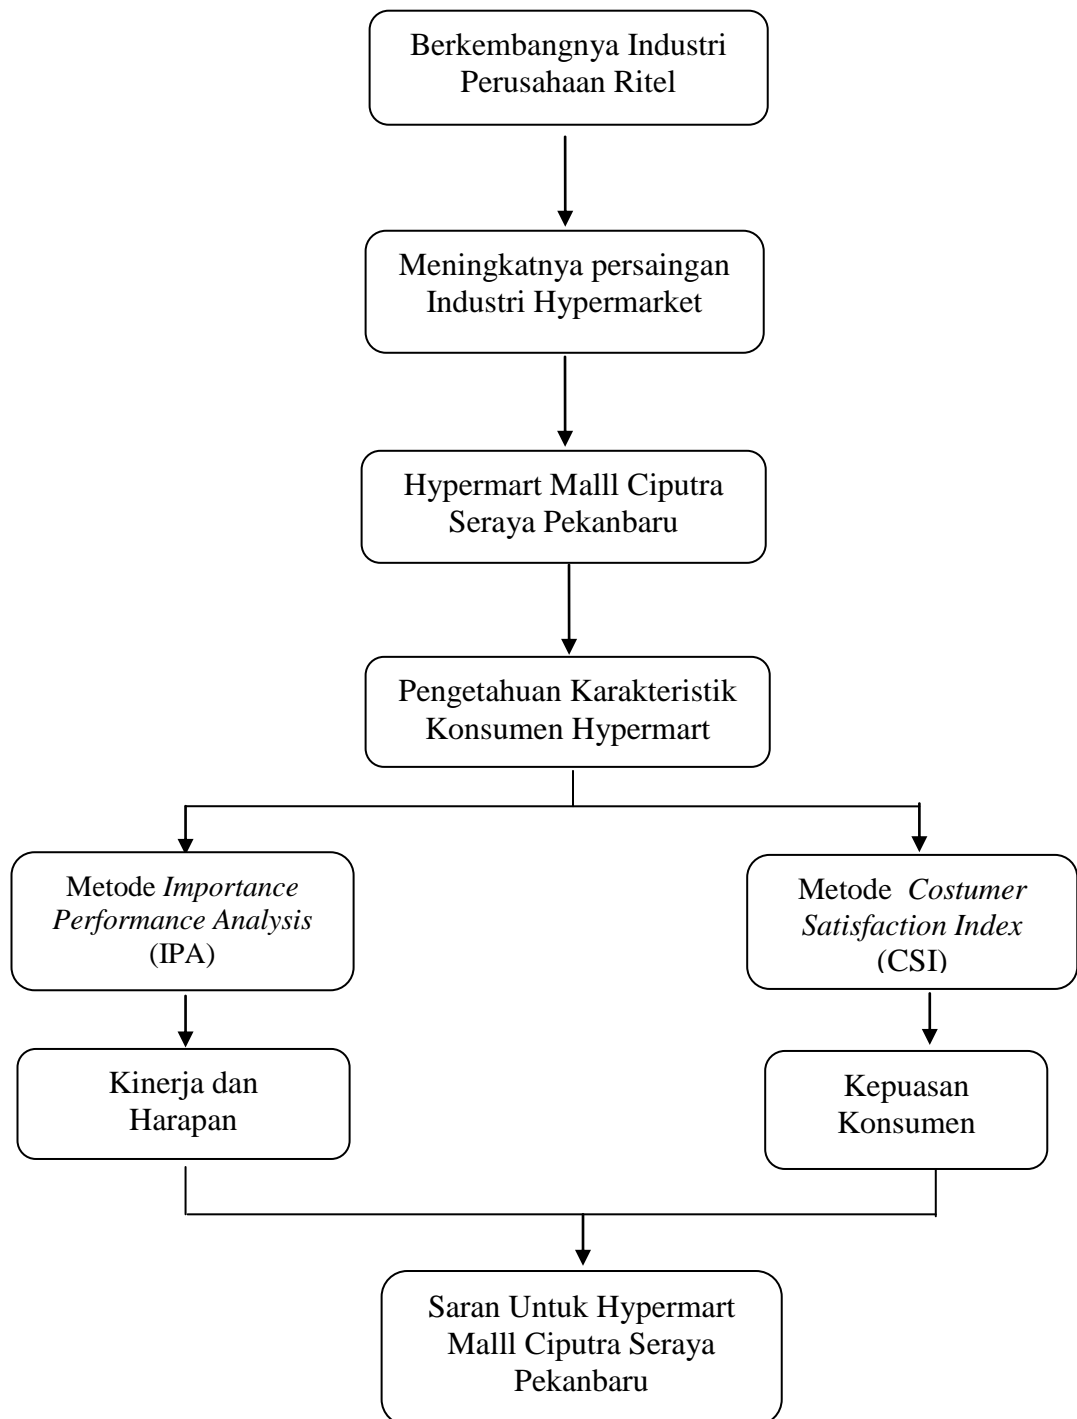 Berkembangnya Industri
Perusahaan Ritel
Meningkatnya persaingan
Industri Hypermarket
Hypermart Malll Ciputra
Seraya Pekanbaru
Pengetahuan Karakteristik
Konsumen Hypermart
Metode Importance
Performance Analysis
(IPA)
Metode Costumer
Satisfaction Index
(CSI)
Kinerja dan
Harapan
Kepuasan
Konsumen
Saran Untuk Hypermart
Malll Ciputra Seraya
Pekanbaru